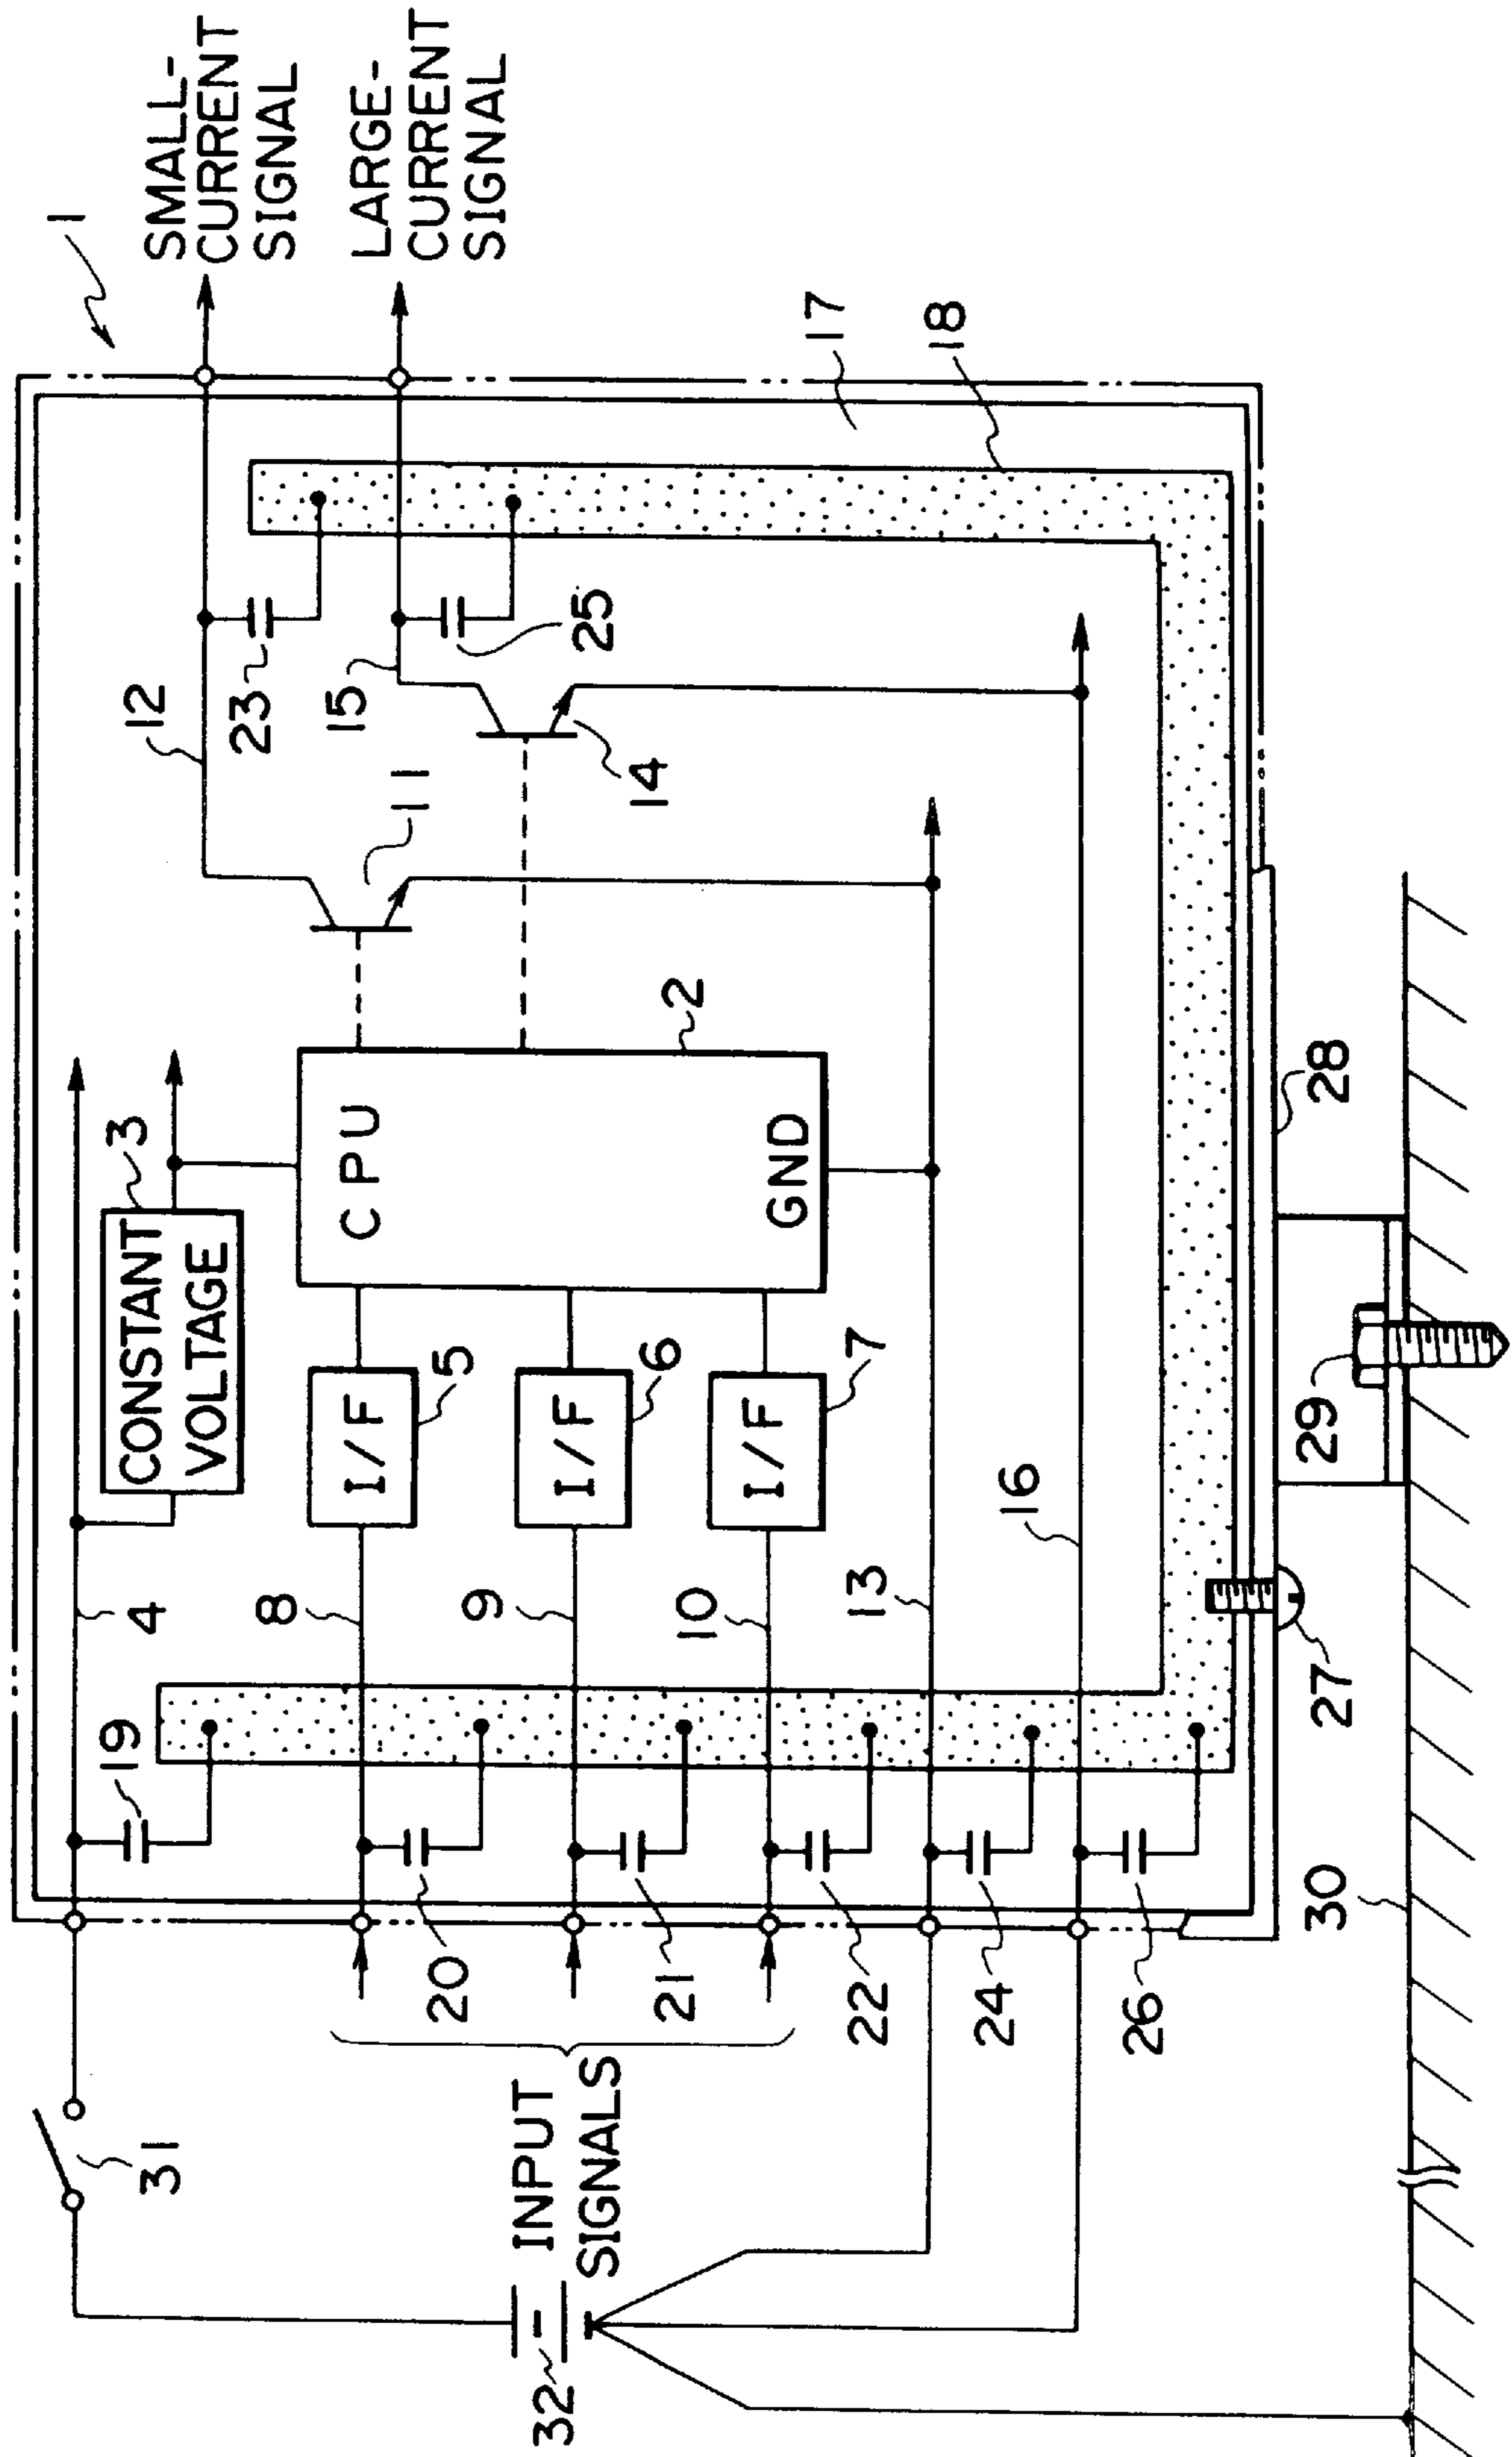 1
SMALL-
CURRENT
SIGNAL
LARGE-
CURRENT
SIGNAL
17
18
12
23
15
25
11
14
2
CONSTANT
VOLTAGE
3
CPU
GND
I/F
5
I/F
6
I/F
7
4
8
9
10
13
16
19
20
21
22
24
26
27
28
29
30
31
INPUT
SIGNALS
32